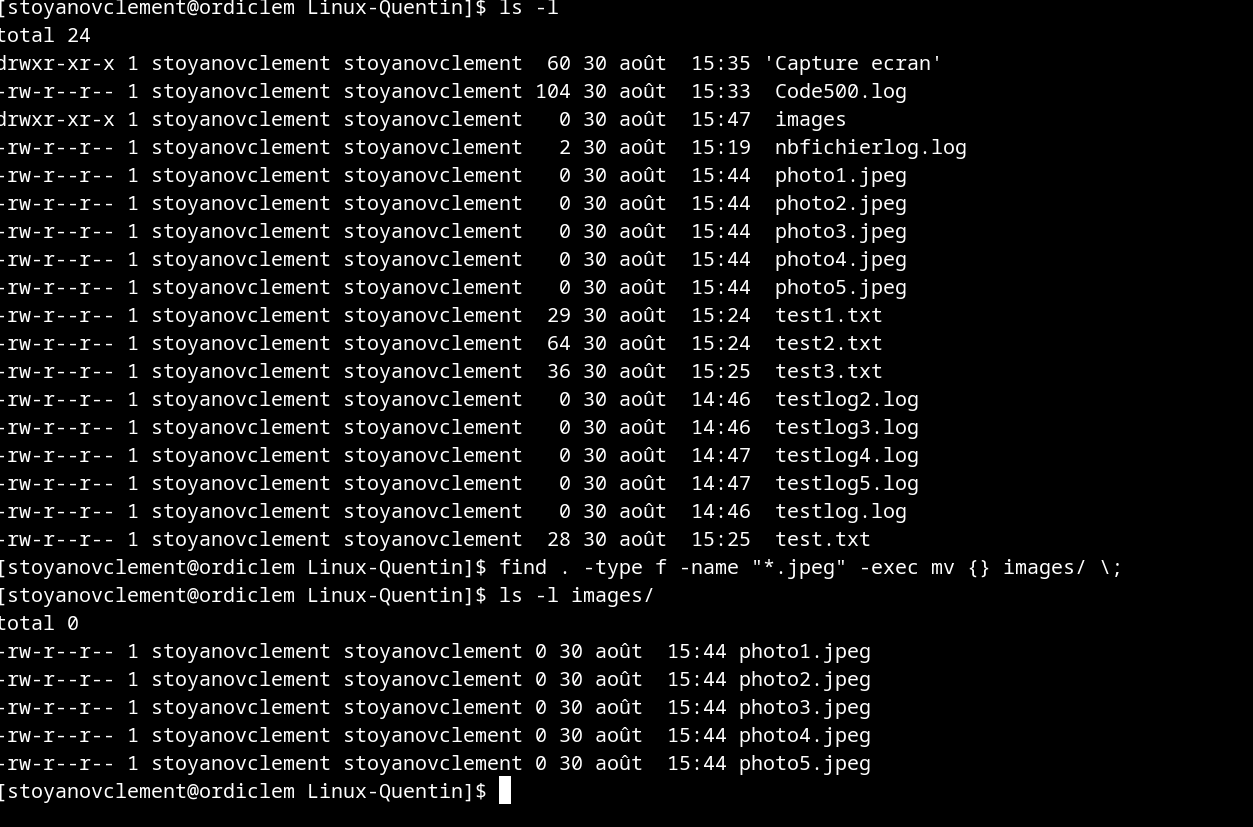 [stoyanovclement@ordiclem Linux-Quentin]$ ls -l
total 24
drwxr-xr-x 1 stoyanovclement stoyanovclement  60 30 août  15:35 'Capture ecran'
-rw-r--r-- 1 stoyanovclement stoyanovclement 104 30 août  15:33  Code500.log
drwxr-xr-x 1 stoyanovclement stoyanovclement   0 30 août  15:47  images
-rw-r--r-- 1 stoyanovclement stoyanovclement   2 30 août  15:19  nbfichierlog.log
-rw-r--r-- 1 stoyanovclement stoyanovclement   0 30 août  15:44  photo1.jpeg
-rw-r--r-- 1 stoyanovclement stoyanovclement   0 30 août  15:44  photo2.jpeg
-rw-r--r-- 1 stoyanovclement stoyanovclement   0 30 août  15:44  photo3.jpeg
-rw-r--r-- 1 stoyanovclement stoyanovclement   0 30 août  15:44  photo4.jpeg
-rw-r--r-- 1 stoyanovclement stoyanovclement   0 30 août  15:44  photo5.jpeg
-rw-r--r-- 1 stoyanovclement stoyanovclement  29 30 août  15:24  test1.txt
-rw-r--r-- 1 stoyanovclement stoyanovclement  64 30 août  15:24  test2.txt
-rw-r--r-- 1 stoyanovclement stoyanovclement  36 30 août  15:25  test3.txt
-rw-r--r-- 1 stoyanovclement stoyanovclement   0 30 août  14:46  testlog2.log
-rw-r--r-- 1 stoyanovclement stoyanovclement   0 30 août  14:46  testlog3.log
-rw-r--r-- 1 stoyanovclement stoyanovclement   0 30 août  14:47  testlog4.log
-rw-r--r-- 1 stoyanovclement stoyanovclement   0 30 août  14:47  testlog5.log
-rw-r--r-- 1 stoyanovclement stoyanovclement   0 30 août  14:46  testlog.log
-rw-r--r-- 1 stoyanovclement stoyanovclement  28 30 août  15:25  test.txt
[stoyanovclement@ordiclem Linux-Quentin]$ find . -type f -name "*.jpeg" -exec mv {} images/ \;
[stoyanovclement@ordiclem Linux-Quentin]$ ls -l images/
total 0
-rw-r--r-- 1 stoyanovclement stoyanovclement 0 30 août  15:44 photo1.jpeg
-rw-r--r-- 1 stoyanovclement stoyanovclement 0 30 août  15:44 photo2.jpeg
-rw-r--r-- 1 stoyanovclement stoyanovclement 0 30 août  15:44 photo3.jpeg
-rw-r--r-- 1 stoyanovclement stoyanovclement 0 30 août  15:44 photo4.jpeg
-rw-r--r-- 1 stoyanovclement stoyanovclement 0 30 août  15:44 photo5.jpeg
[stoyanovclement@ordiclem Linux-Quentin]$